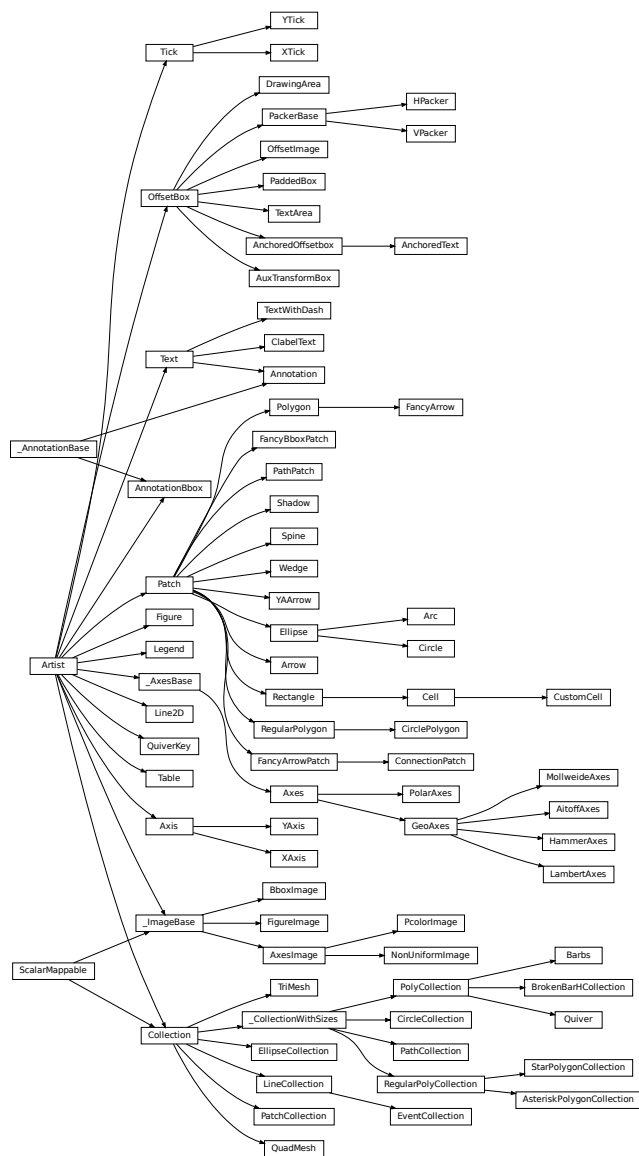 YTick
Tick
XTick
DrawingArea
HPacker
PackerBase
VPacker
OffsetImage
PaddedBox
OffsetBox
TextArea
AnchoredOffsetbox
AnchoredText
AuxTransformBox
TextWithDash
ClabelText
Text
Annotation
Polygon
FancyArrow
FancyBboxPatch
_AnnotationBase
PathPatch
AnnotationBbox
Shadow
Spine
Wedge
Patch
YAArrow
Figure
Arc
Ellipse
Circle
Legend
Artist
Arrow
_AxesBase
Rectangle
Cell
CustomCell
Line2D
RegularPolygon
CirclePolygon
QuiverKey
FancyArrowPatch
ConnectionPatch
Table
MollweideAxes
Axes
PolarAxes
AitoffAxes
Axis
YAxis
GeoAxes
HammerAxes
XAxis
LambertAxes
BboxImage
_ImageBase
FigureImage
PcolorImage
AxesImage
NonUniformImage
Barbs
ScalarMappable
TriMesh
PolyCollection
BrokenBarHCollection
_CollectionWithSizes
CircleCollection
Quiver
Collection
EllipseCollection
PathCollection
StarPolygonCollection
LineCollection
RegularPolyCollection
AsteriskPolygonCollection
PatchCollection
EventCollection
QuadMesh